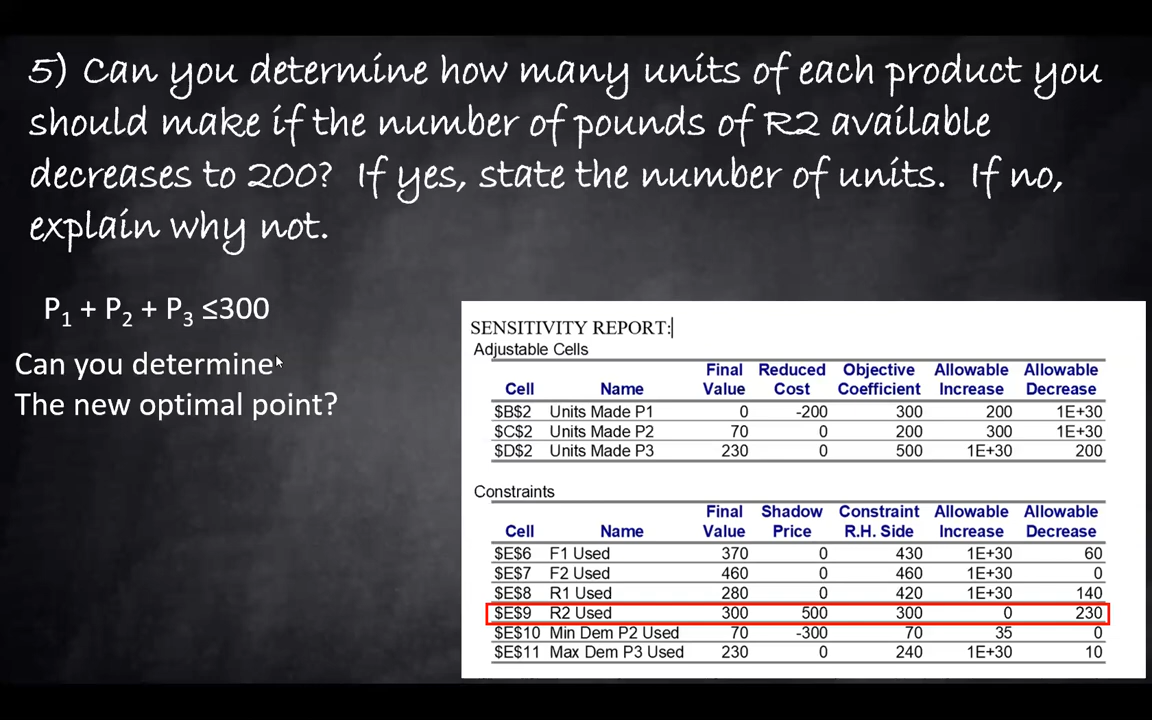 5) Can you determine how many units of each product you
should make if the number of pounds of R2 available
decreases to 200? If yes, state the number of units. If no,
explain why not.
P1 + P2 + P3 ≤300
Can you determine
The new optimal point?
SENSITIVITY REPORT:
Adjustable Cells
Final Reduced Objective Allowable Allowable
Cell Name Value Cost Coefficient Increase Decrease
$B$2 Units Made P1 0 -200 300 200 1E+30
$C$2 Units Made P2 70 0 200 300 1E+30
$D$2 Units Made P3 230 0 500 1E+30 200
Constraints
Final Shadow Constraint Allowable Allowable
Cell Name Value Price R.H. Side Increase Decrease
$E$6 F1 Used 370 0 430 1E+30 60
$E$7 F2 Used 460 0 460 1E+30 0
$E$8 R1 Used 280 0 420 1E+30 140
$E$9 R2 Used 300 500 300 0 230
$E$10 Min Dem P2 Used 70 -300 70 35 0
$E$11 Max Dem P3 Used 230 0 240 1E+30 10